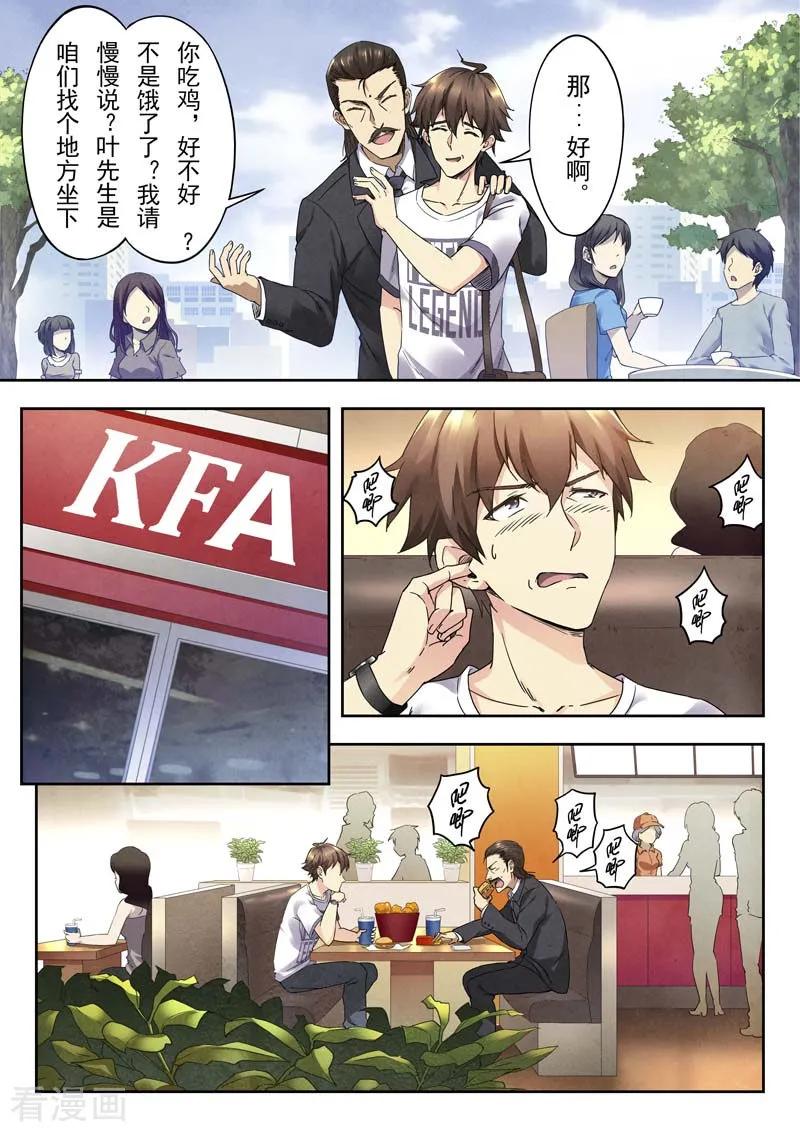 咱们找个地方坐下
慢慢说？叶先生是
不是饿了了？我请
你吃鸡，好不好？
那…好啊。
LEGEND
KFA
吧唧
吧唧
吧唧
吧唧
吧唧
吧唧
看漫画